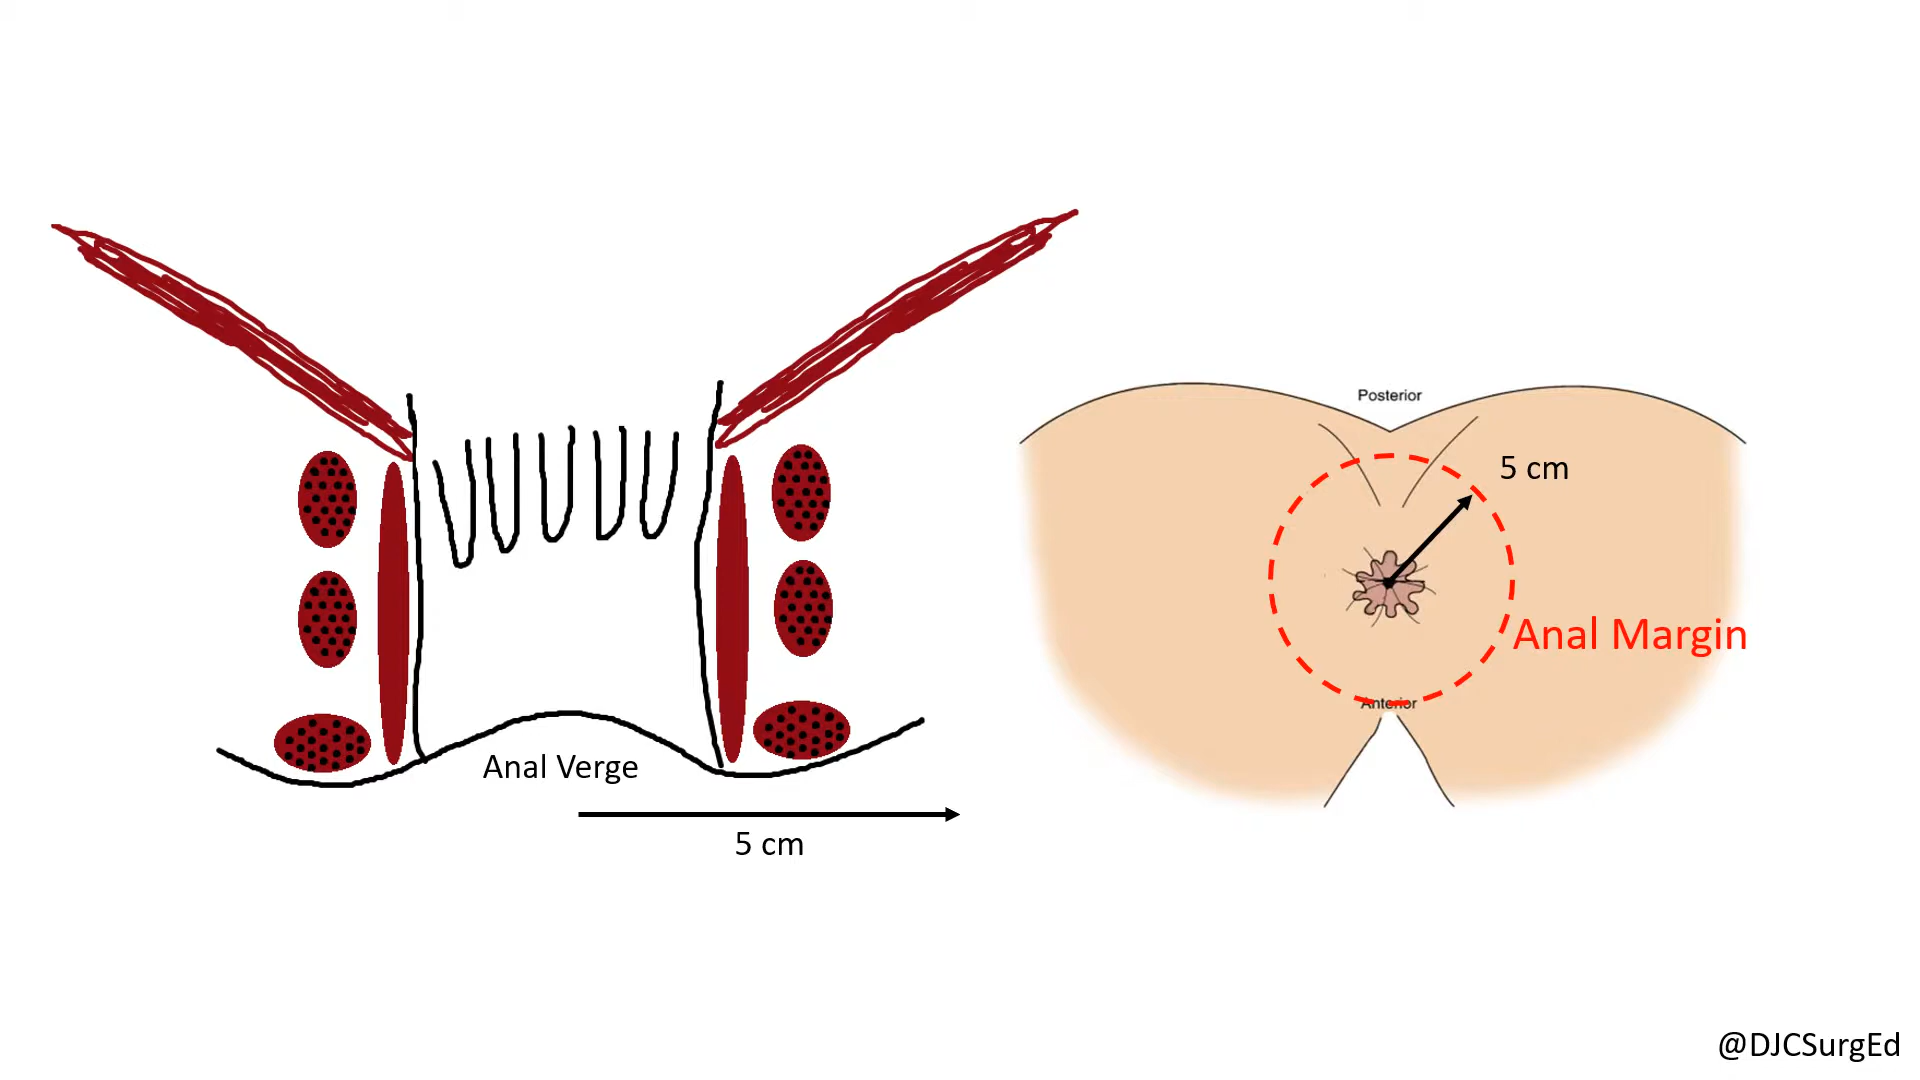 Posterior
5 cm
Anal Margin
Anterior
Anal Verge
5 cm
@DJCSurgEd